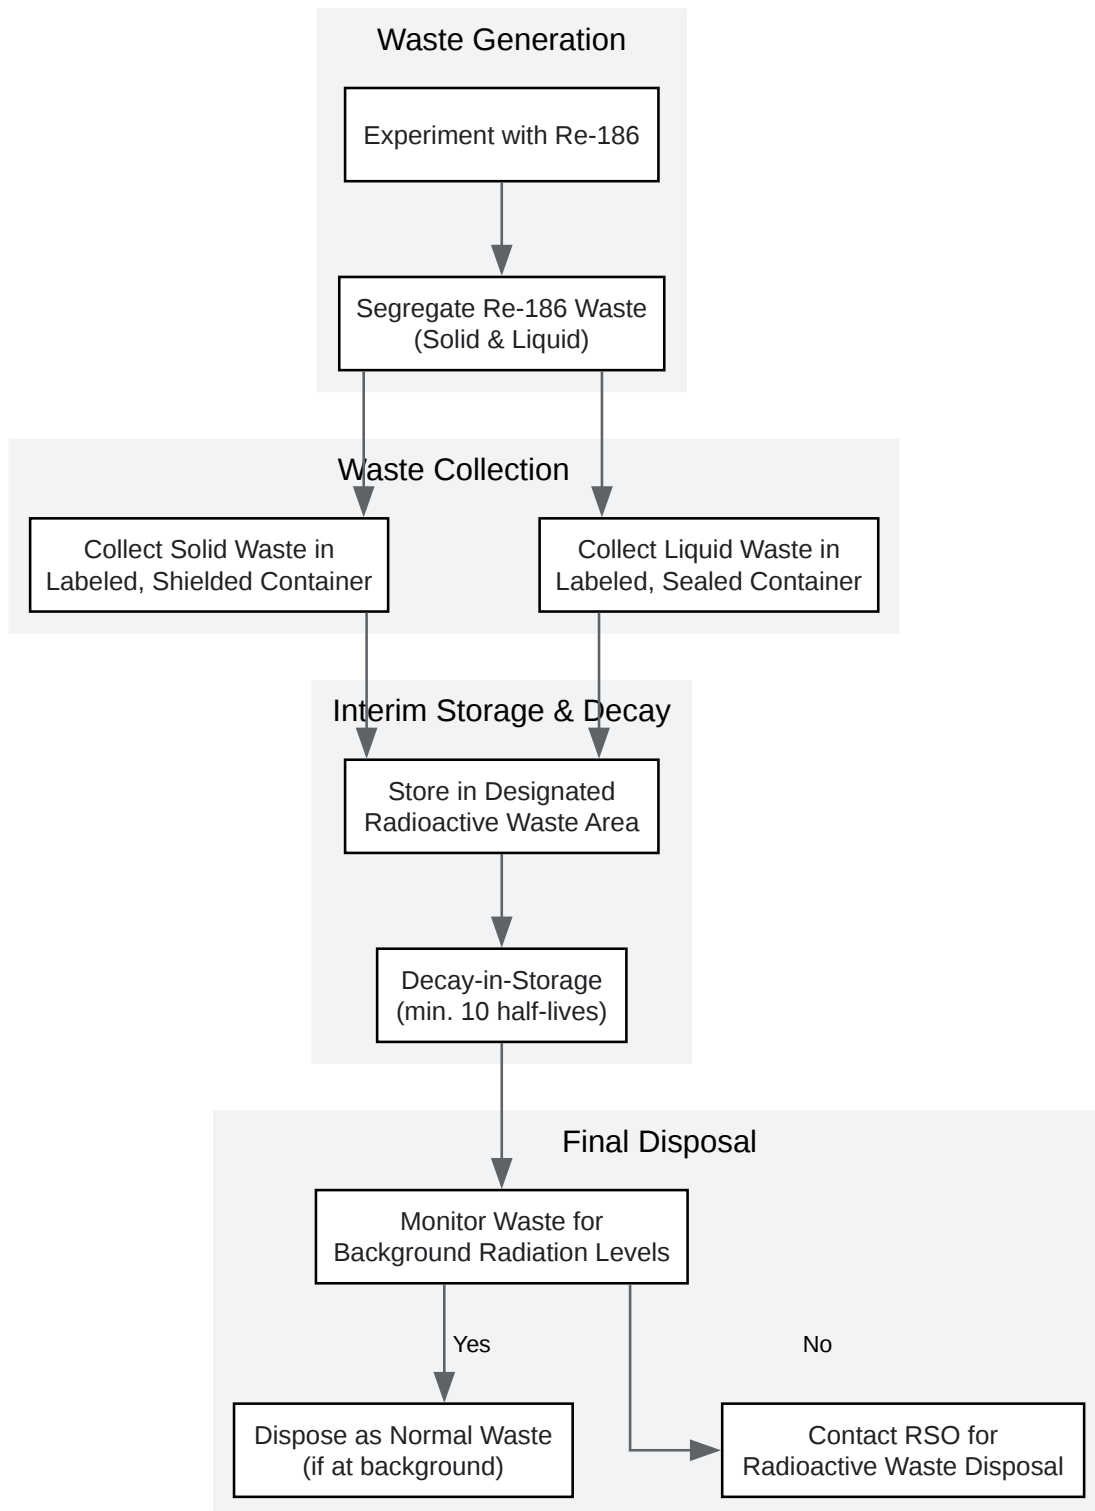 Waste Generation
Experiment with Re-186
Segregate Re-186 Waste
(Solid & Liquid)
Waste Collection
Collect Solid Waste in
Labeled, Shielded Container
Collect Liquid Waste in
Labeled, Sealed Container
Interim Storage & Decay
Store in Designated
Radioactive Waste Area
Decay-in-Storage
(min. 10 half-lives)
Final Disposal
Monitor Waste for
Background Radiation Levels
Yes
No
Dispose as Normal Waste
(if at background)
Contact RSO for
Radioactive Waste Disposal